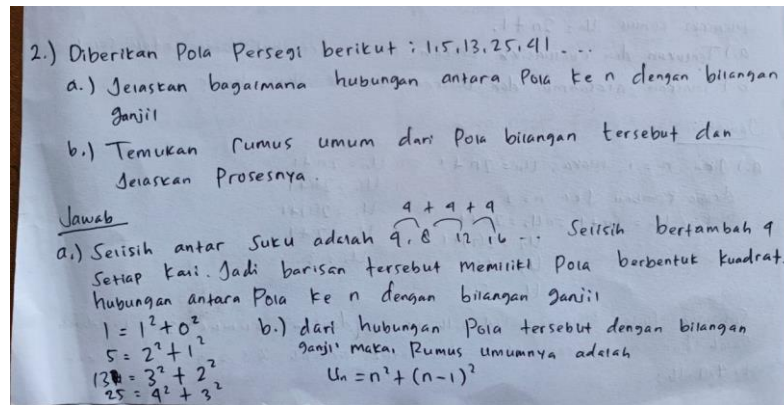 2.) Diberikan Pola Persegi berikut : 1,5,13,25,41 ...
a.) Jelaskan bagaimana hubungan antara Pola ke n dengan bilangan
ganjil
b.) Temukan rumus umum dari Pola bilangan tersebut dan
Jelaskan Prosesnya.
Jawab
4 + 4 + 4
a.) Selisih antar Suku adalah 4, 8 12 16 ... Selisih bertambah 4
Setiap Kali. Jadi barisan tersebut memiliki Pola berbentuk kuadrat.
hubungan antara Pola ke n dengan bilangan ganjil
1 = 1² + 0²
5 = 2² + 1²
13 = 3² + 2²
25 = 4² + 3²
b.) dari hubungan Pola tersebut dengan bilangan
ganjil maka, Rumus umumnya adalah
Un = n² + (n-1)²